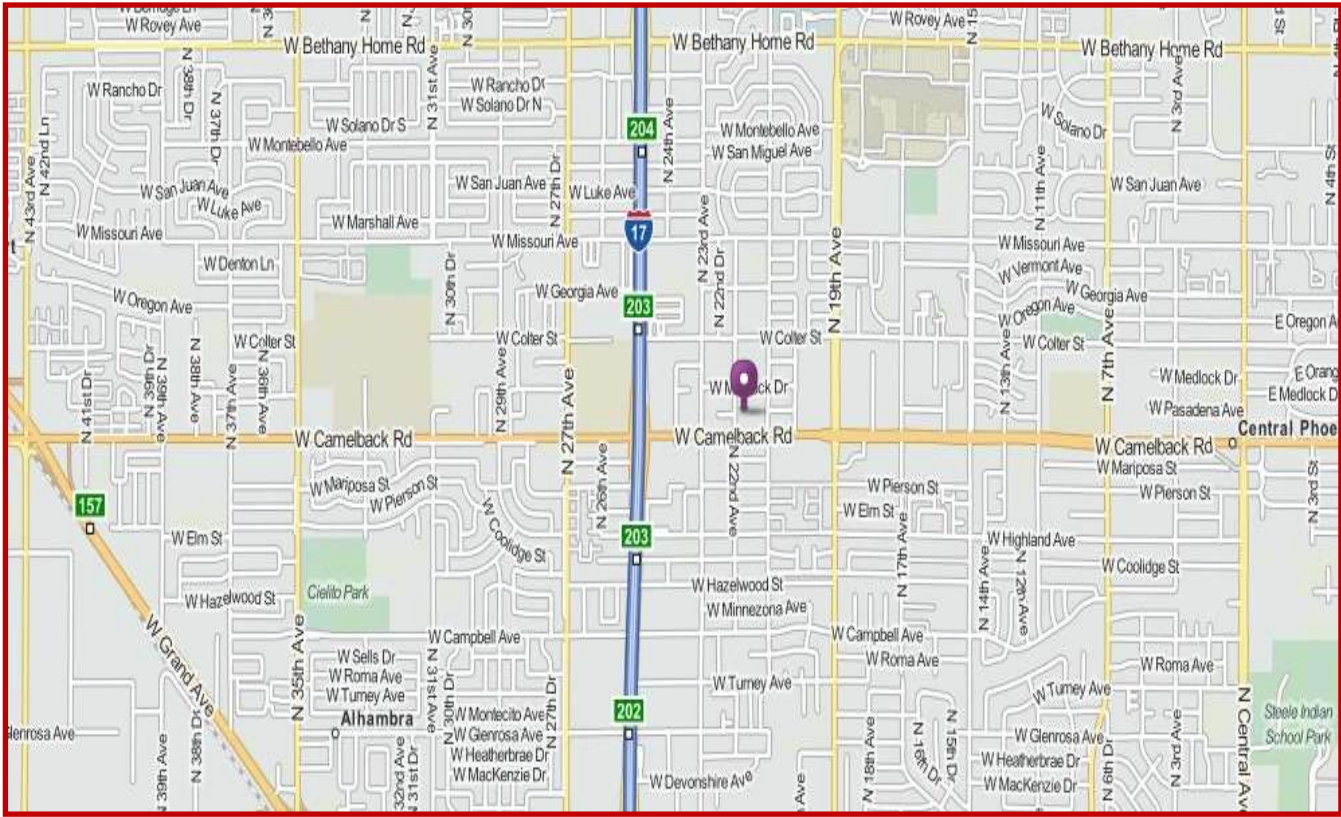 W Rovey Ave
W Rovey Ave
N 31st Ave
N 15
W Bethany Home Rd
W Bethany Home Rd
W Bethany Home Rd
N 38th Dr
N 37th Dr
W Rancho Dr
W Rancho Dr
W Solano Dr N
W Solano Dr S
N 42nd Ln
N 43rd Ave
W Montebello Ave
204
N 24th Ave
W Montebello Ave
W San Miguel Ave
W Solano Dr
N 3rd Ave
N 11th Ave
N 4th St
W San Juan Ave
W Luke Ave
W San Juan Ave
N 27th Dr
W Luke Ave
W San Juan Ave
W Missouri Ave
W Marshall Ave
W Missouri Ave
17
N 23rd Ave
N 22nd Dr
N 19th Ave
W Missouri Ave
W Denton Ln
N 30th Dr
W Vermont Ave
W Georgia Ave
W Oregon Ave
W Georgia Ave
203
W Oregon Ave
E Oregon A
W Colter St
W Colter St
W Colter St
W Colter St
N 41st Dr
N 39th Dr
N 39th Ave
N 38th Ave
N 37th Ave
N 36th Ave
N 29th Ave
N 27th Ave
N 13th Ave
N 7th Ave
W Medlock Dr
E Orang
E Medlock D
W Pasadena Ave
W Camelback Rd
W Camelback Rd
W Camelback Rd
Central Phoe
W Mariposa St
W Pierson St
N 26th Ave
N 22nd Ave
W Pierson St
W Mariposa St
W Pierson St
N 3rd St
157
W Elm St
W Coolidge St
203
W Elm St
N 17th Ave
W Highland Ave
W Coolidge St
N 14th Ave
N 12th Ave
W Hazelwood St
Cielito Park
W Hazelwood St
W Minnezona Ave
W Grand Ave
N 35th Ave
W Campbell Ave
W Campbell Ave
W Sells Dr
W Roma Ave
W Turney Ave
N 31st Ave
N 30th Dr
N 27th Dr
W Roma Ave
W Roma Ave
W Turney Ave
W Turney Ave
Alhambra
W Montecito Ave
W Glenrosa Ave
W Heatherbrae Dr
W MacKenzie Dr
202
lenrosa Ave
N 39th Ave
N 38th Dr
32nd Ave
N 31st Dr
W Devonshire Ave
Ave
N 18th Ave
N 16th Dr
N 15th Dr
W Glenrosa Ave
W Heatherbrae Dr
W MacKenzie Dr
N 6th Dr
N 3rd Ave
N Central Av
Steele Indian
School Park